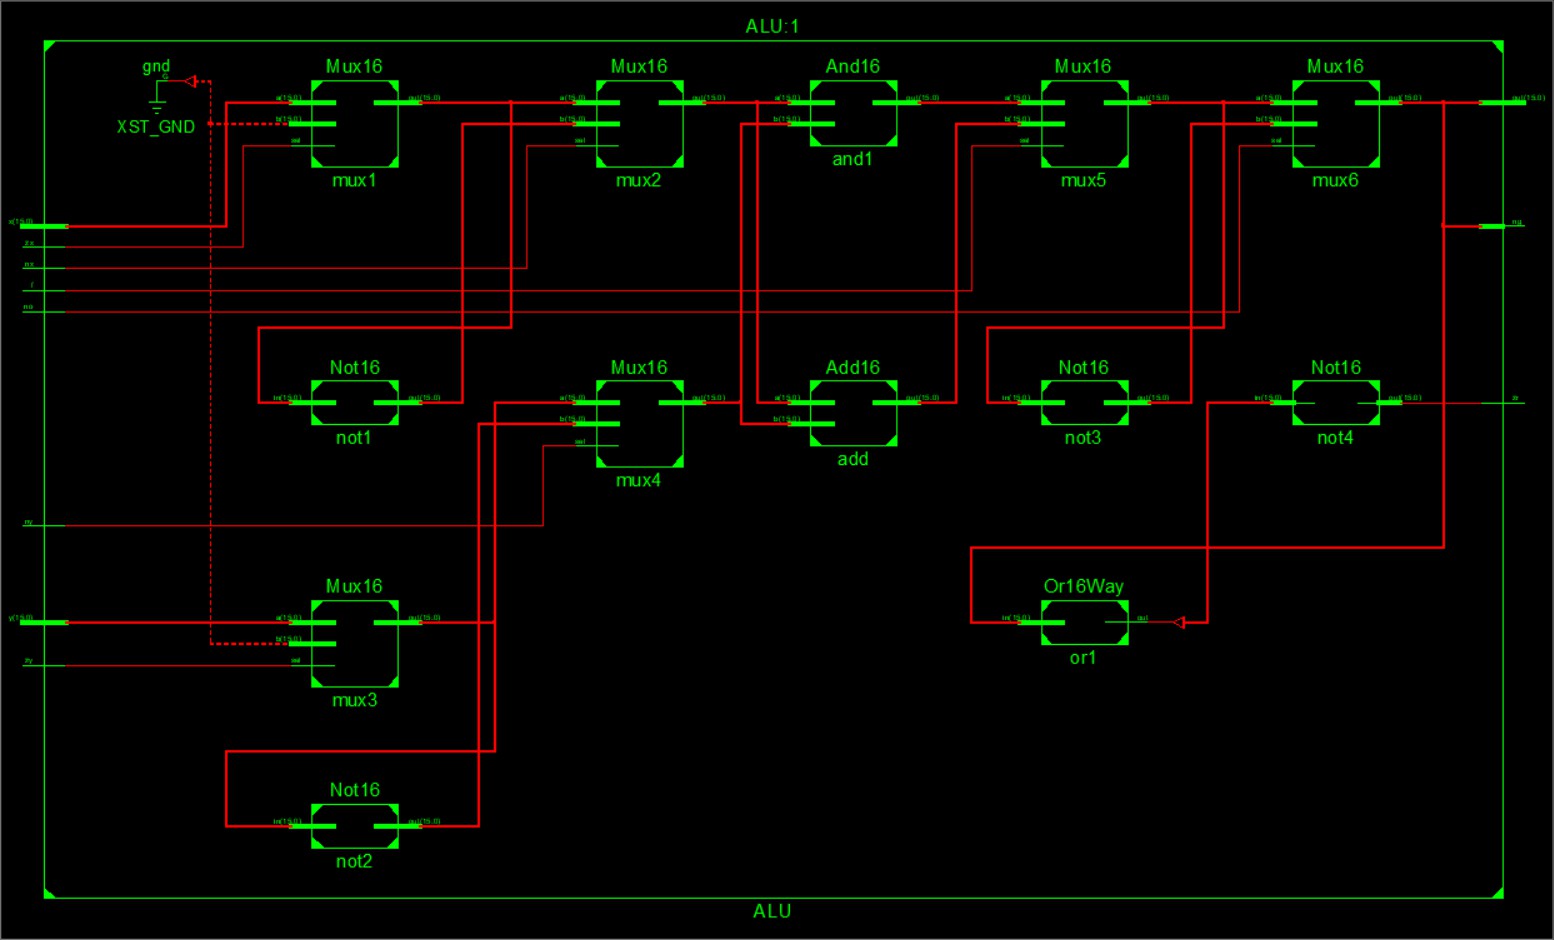 ALU:1
gnd
G
XST_GND
Mux16
a(15:0)
b(15:0)
sel
out(15:0)
mux1
Mux16
a(15:0)
b(15:0)
sel
out(15:0)
mux2
And16
a(15:0)
b(15:0)
out(15:0)
and1
Mux16
a(15:0)
b(15:0)
sel
out(15:0)
mux5
Mux16
a(15:0)
b(15:0)
sel
out(15:0)
mux6
out(15:0)
x(15:0)
zx
nx
f
no
ng
Not16
in(15:0)
out(15:0)
not1
Mux16
a(15:0)
b(15:0)
sel
out(15:0)
mux4
Add16
a(15:0)
b(15:0)
out(15:0)
add
Not16
in(15:0)
out(15:0)
not3
Not16
in(15:0)
out(15:0)
not4
zr
ny
Mux16
y(15:0)
a(15:0)
b(15:0)
sel
out(15:0)
zy
mux3
Or16Way
in(15:0)
out
or1
Not16
in(15:0)
out(15:0)
not2
ALU